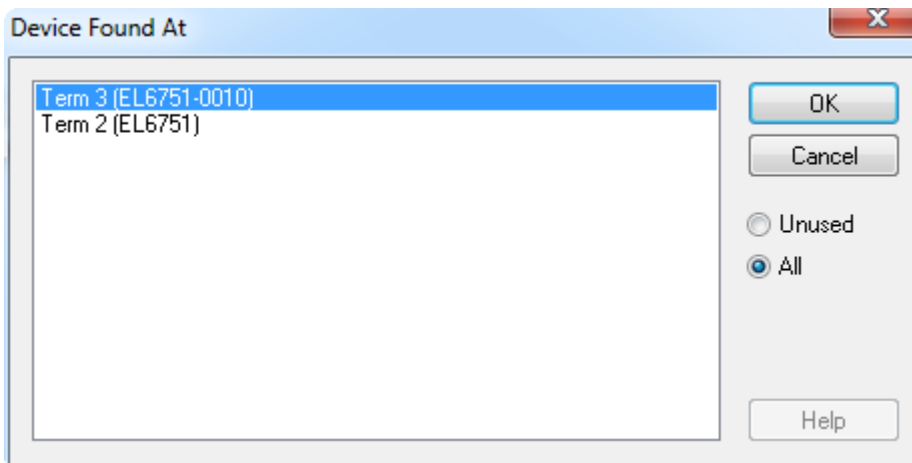 Device Found At
Term 3 (EL6751-0010)
Term 2 (EL6751)
OK
Cancel
Unused
All
Help